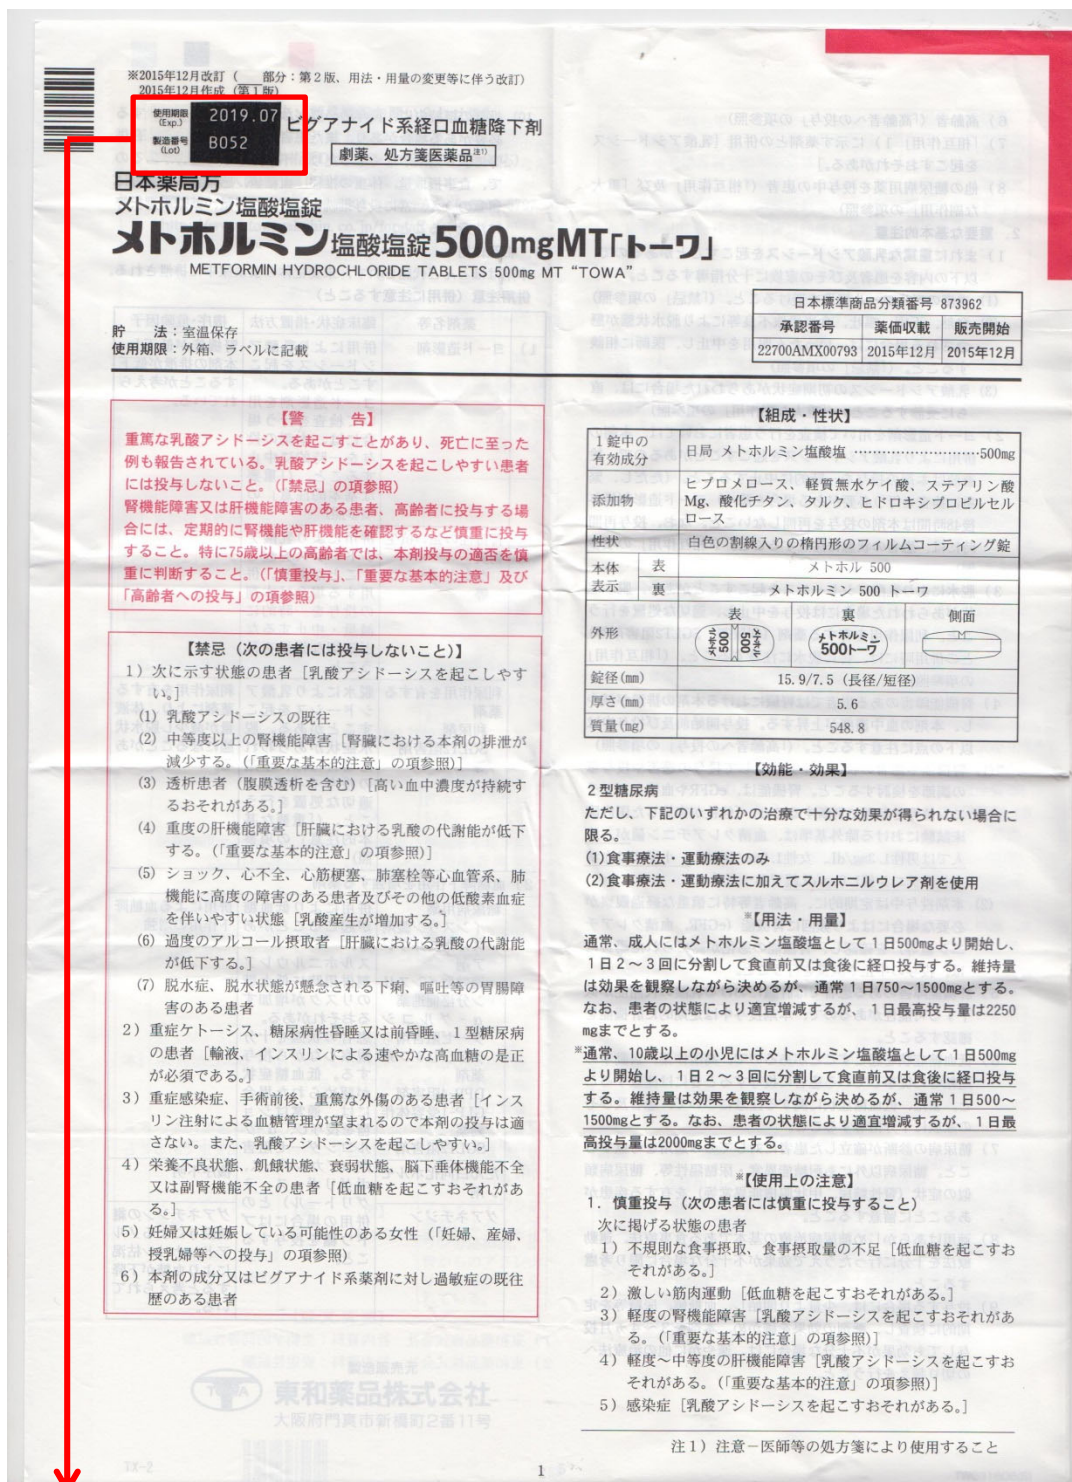 ※2015年12月改訂(　　部分：第2版、用法・用量の変更等に伴う改訂)
2015年12月作成(第1版)
使用期限 (Exp.) 2019.07
製造番号 (Lot) B052
ビグアナイド系経口血糖降下剤
劇薬、処方箋医薬品注1)
日本薬局方
メトホルミン塩酸塩錠
メトホルミン塩酸塩錠500mgMT「トーワ」
METFORMIN HYDROCHLORIDE TABLETS 500mg MT “TOWA”
貯　法：室温保存
使用期限：外箱、ラベルに記載
日本標準商品分類番号 873962
承認番号 薬価収載 販売開始
22700AMX00793 2015年12月 2015年12月
【警　告】
重篤な乳酸アシドーシスを起こすことがあり、死亡に至った
例も報告されている。乳酸アシドーシスを起こしやすい患者
には投与しないこと。(「禁忌」の項参照)
腎機能障害又は肝機能障害のある患者、高齢者に投与する場
合には、定期的に腎機能や肝機能を確認するなど慎重に投与
すること。特に75歳以上の高齢者では、本剤投与の適否を慎
重に判断すること。(「慎重投与」、「重要な基本的注意」及び
「高齢者への投与」の項参照)
【禁忌(次の患者には投与しないこと)】
1）次に示す状態の患者［乳酸アシドーシスを起こしやす
い。］
(1) 乳酸アシドーシスの既往
(2) 中等度以上の腎機能障害［腎臓における本剤の排泄が
減少する。(「重要な基本的注意」の項参照)］
(3) 透析患者(腹膜透析を含む)［高い血中濃度が持続す
るおそれがある。］
(4) 重度の肝機能障害［肝臓における乳酸の代謝能が低下
する。(「重要な基本的注意」の項参照)］
(5) ショック、心不全、心筋梗塞、肺塞栓等心血管系、肺
機能に高度の障害のある患者及びその他の低酸素血症
を伴いやすい状態［乳酸産生が増加する。］
(6) 過度のアルコール摂取者［肝臓における乳酸の代謝能
が低下する。］
(7) 脱水症、脱水状態が懸念される下痢、嘔吐等の胃腸障
害のある患者
2）重症ケトーシス、糖尿病性昏睡又は前昏睡、1型糖尿病
の患者［輸液、インスリンによる速やかな高血糖の是正
が必須である。］
3）重症感染症、手術前後、重篤な外傷のある患者［インス
リン注射による血糖管理が望まれるので本剤の投与は適
さない。また、乳酸アシドーシスを起こしやすい。］
4）栄養不良状態、飢餓状態、衰弱状態、脳下垂体機能不全
又は副腎機能不全の患者［低血糖を起こすおそれがあ
る。］
5）妊婦又は妊娠している可能性のある女性(「妊婦、産婦、
授乳婦等への投与」の項参照)
6）本剤の成分又はビグアナイド系薬剤に対し過敏症の既往
歴のある患者
【組成・性状】
1錠中の有効成分 日局 メトホルミン塩酸塩 ……………………500mg
添加物 ヒプロメロース、軽質無水ケイ酸、ステアリン酸
Mg、酸化チタン、タルク、ヒドロキシプロピルセル
ロース
性状 白色の割線入りの楕円形のフィルムコーティング錠
本体表示 表 メトホル 500
裏 メトホルミン 500 トーワ
外形 表 裏 側面
メトホル 500 500 メトホル メトホルミン 500トーワ
錠径(mm) 15.9/7.5 (長径/短径)
厚さ(mm) 5.6
質量(mg) 548.8
【効能・効果】
2型糖尿病
ただし、下記のいずれかの治療で十分な効果が得られない場合に
限る。
(1)食事療法・運動療法のみ
(2)食事療法・運動療法に加えてスルホニルウレア剤を使用
※【用法・用量】
通常、成人にはメトホルミン塩酸塩として1日500mgより開始し、
1日2～3回に分割して食直前又は食後に経口投与する。維持量
は効果を観察しながら決めるが、通常1日750～1500mgとする。
なお、患者の状態により適宜増減するが、1日最高投与量は2250
mgまでとする。
※通常、10歳以上の小児にはメトホルミン塩酸塩として1日500mg
より開始し、1日2～3回に分割して食直前又は食後に経口投与
する。維持量は効果を観察しながら決めるが、通常1日500～
1500mgとする。なお、患者の状態により適宜増減するが、1日最
高投与量は2000mgまでとする。
※【使用上の注意】
1．慎重投与(次の患者には慎重に投与すること)
次に掲げる状態の患者
1）不規則な食事摂取、食事摂取量の不足［低血糖を起こすお
それがある。］
2）激しい筋肉運動［低血糖を起こすおそれがある。］
3）軽度の腎機能障害［乳酸アシドーシスを起こすおそれがあ
る。(「重要な基本的注意」の項参照)］
4）軽度～中等度の肝機能障害［乳酸アシドーシスを起こすお
それがある。(「重要な基本的注意」の項参照)］
5）感染症［乳酸アシドーシスを起こすおそれがある。］
注1）注意－医師等の処方箋により使用すること
1